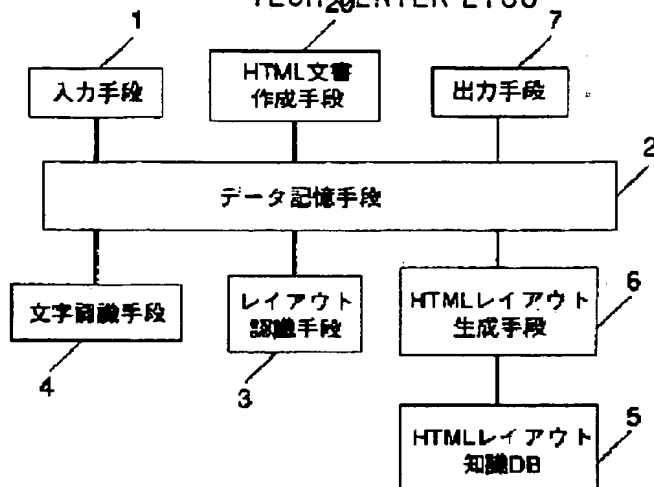 TECH CENTER 2700
1
20
7
入力手段
HTML文書
作成手段
出力手段
2
データ記憶手段
文字認識手段
レイアウト
認識手段
HTMLレイアウト
生成手段
6
4
3
HTMLレイアウト
知識DB
5